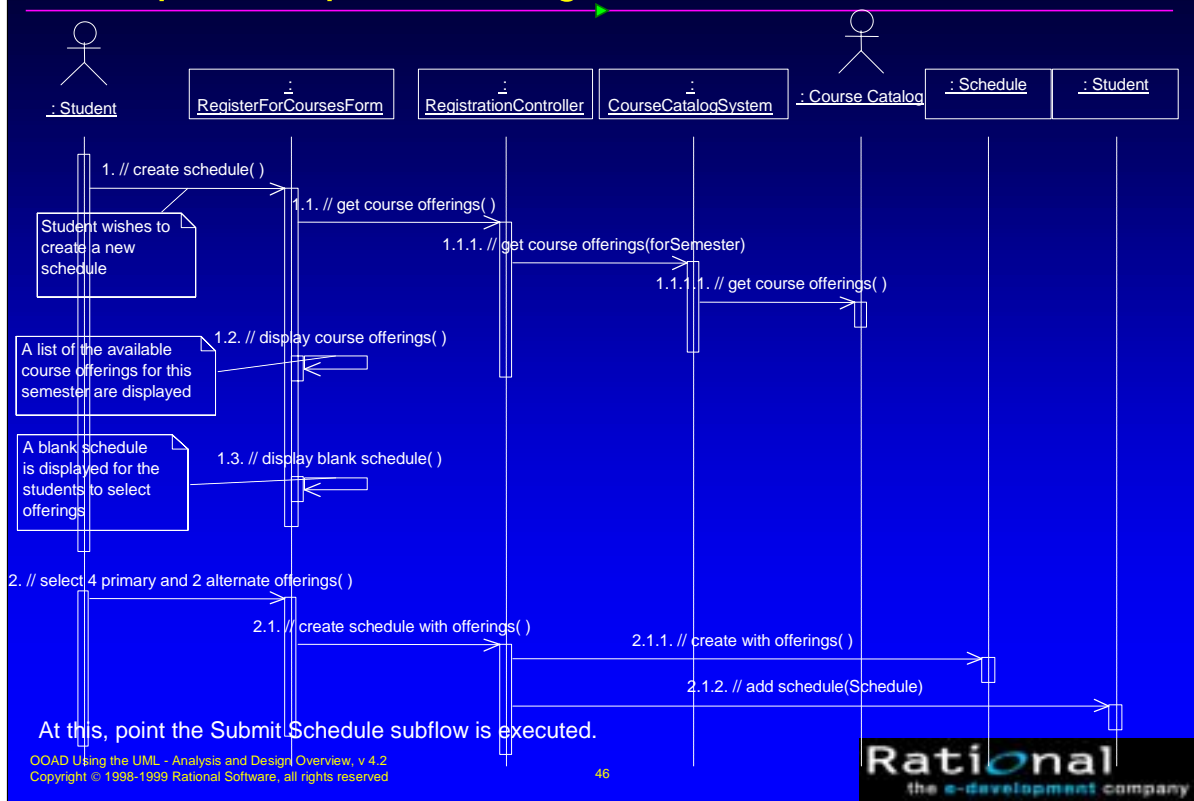 : Student
:
RegisterForCoursesForm
:
RegistrationController
:
CourseCatalogSystem
: Course Catalog
: Schedule
: Student
1. // create schedule( )
1.1. // get course offerings( )
Student wishes to
create a new
schedule
1.1.1. // get course offerings(forSemester)
1.1.1.1. // get course offerings( )
1.2. // display course offerings( )
A list of the available
course offerings for this
semester are displayed
A blank schedule
is displayed for the
students to select
offerings
1.3. // display blank schedule( )
2. // select 4 primary and 2 alternate offerings( )
2.1. // create schedule with offerings( )
2.1.1. // create with offerings( )
2.1.2. // add schedule(Schedule)
At this, point the Submit Schedule subflow is executed.
OOAD Using the UML - Analysis and Design Overview, v 4.2
Copyright © 1998-1999 Rational Software, all rights reserved
46
Rational
the e-development company